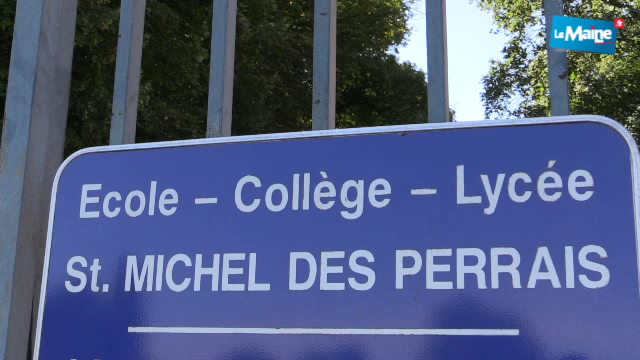 Le Maine
Ecole – Collège – Lycée
St. MICHEL DES PERRAIS